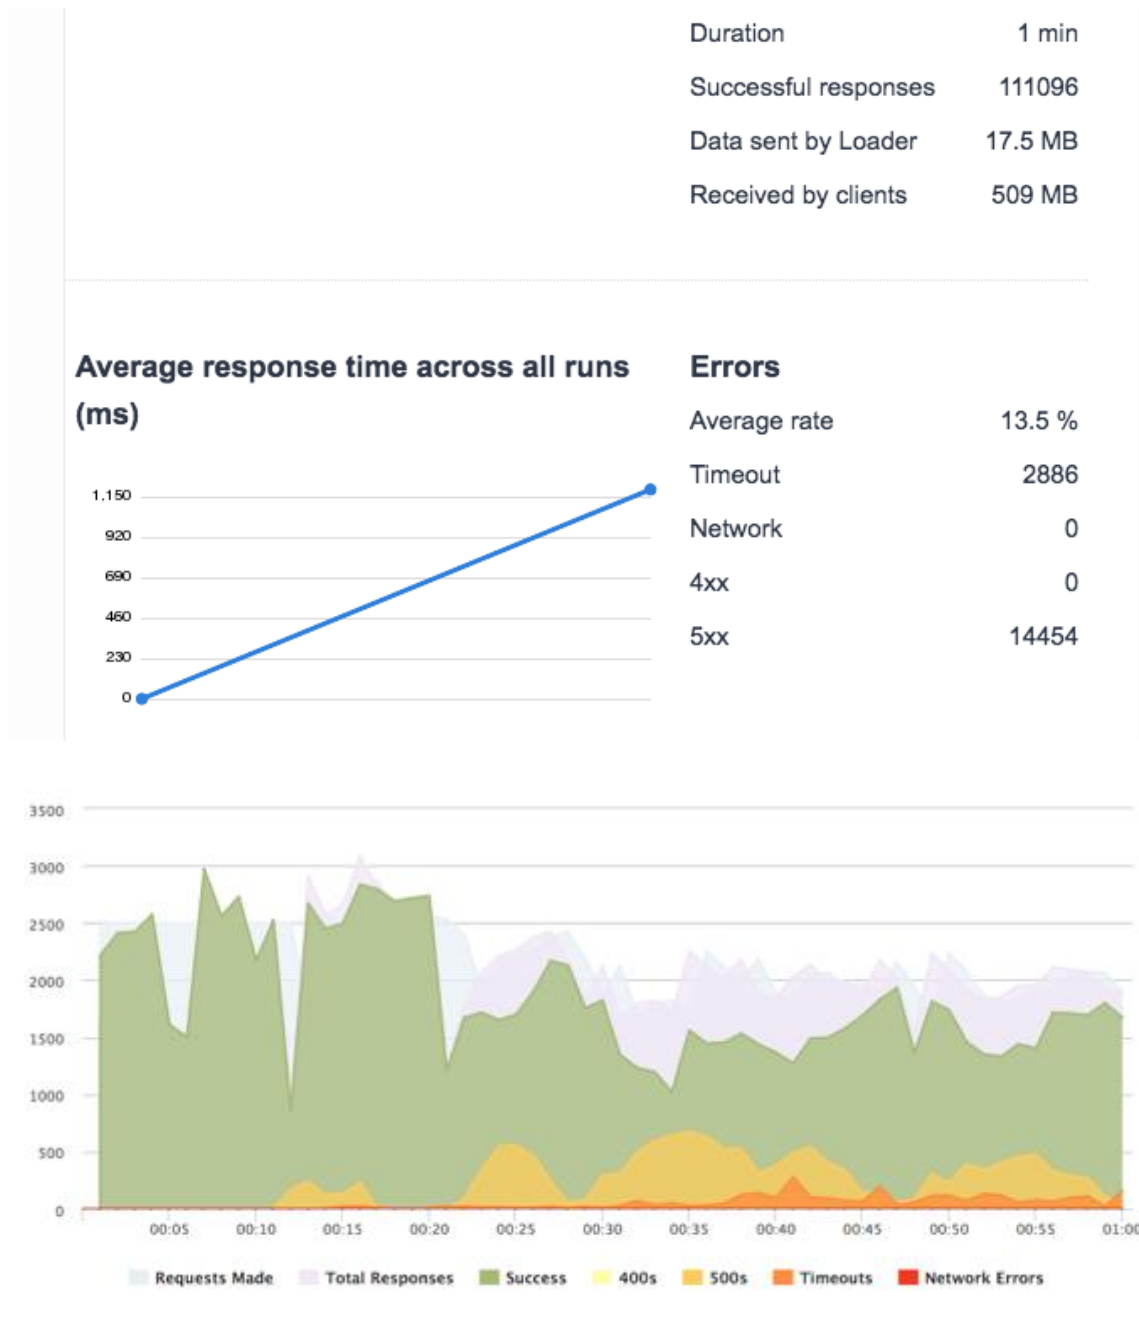 Duration 1 min
Successful responses 111096
Data sent by Loader 17.5 MB
Received by clients 509 MB
Average response time across all runs
(ms)
1,150
920
690
460
230
0
Errors
Average rate 13.5 %
Timeout 2886
Network 0
4xx 0
5xx 14454
3500
3000
2500
2000
1500
1000
500
0
00:05 00:10 00:15 00:20 00:25 00:30 00:35 00:40 00:45 00:50 00:55 01:00
Requests Made Total Responses Success 400s 500s Timeouts Network Errors